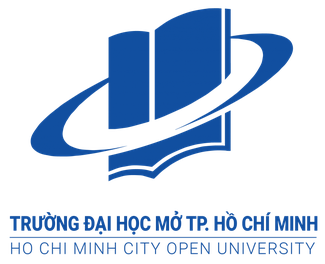 TRƯỜNG ĐẠI HỌC MỞ TP. HỒ CHÍ MINH
HO CHI MINH CITY OPEN UNIVERSITY